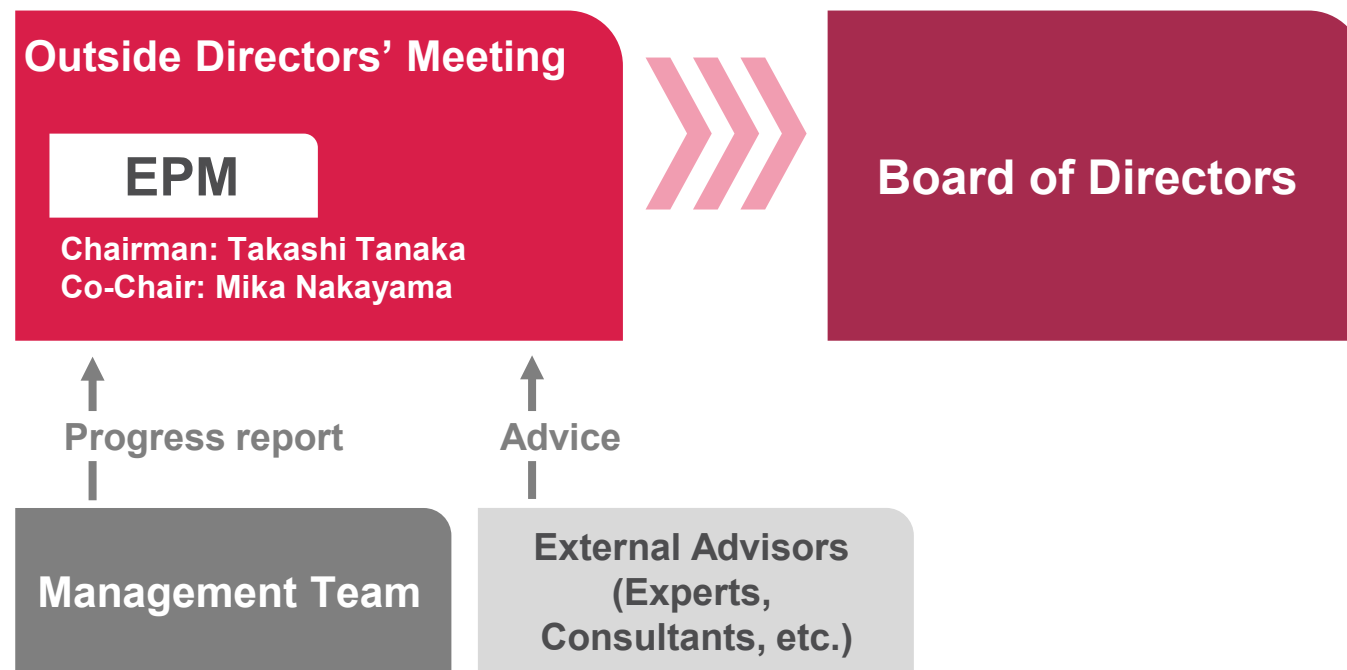 Outside Directors’ Meeting
EPM
Chairman: Takashi Tanaka
Co-Chair: Mika Nakayama
Board of Directors
Progress report
Advice
Management Team
External Advisors
(Experts,
Consultants, etc.)